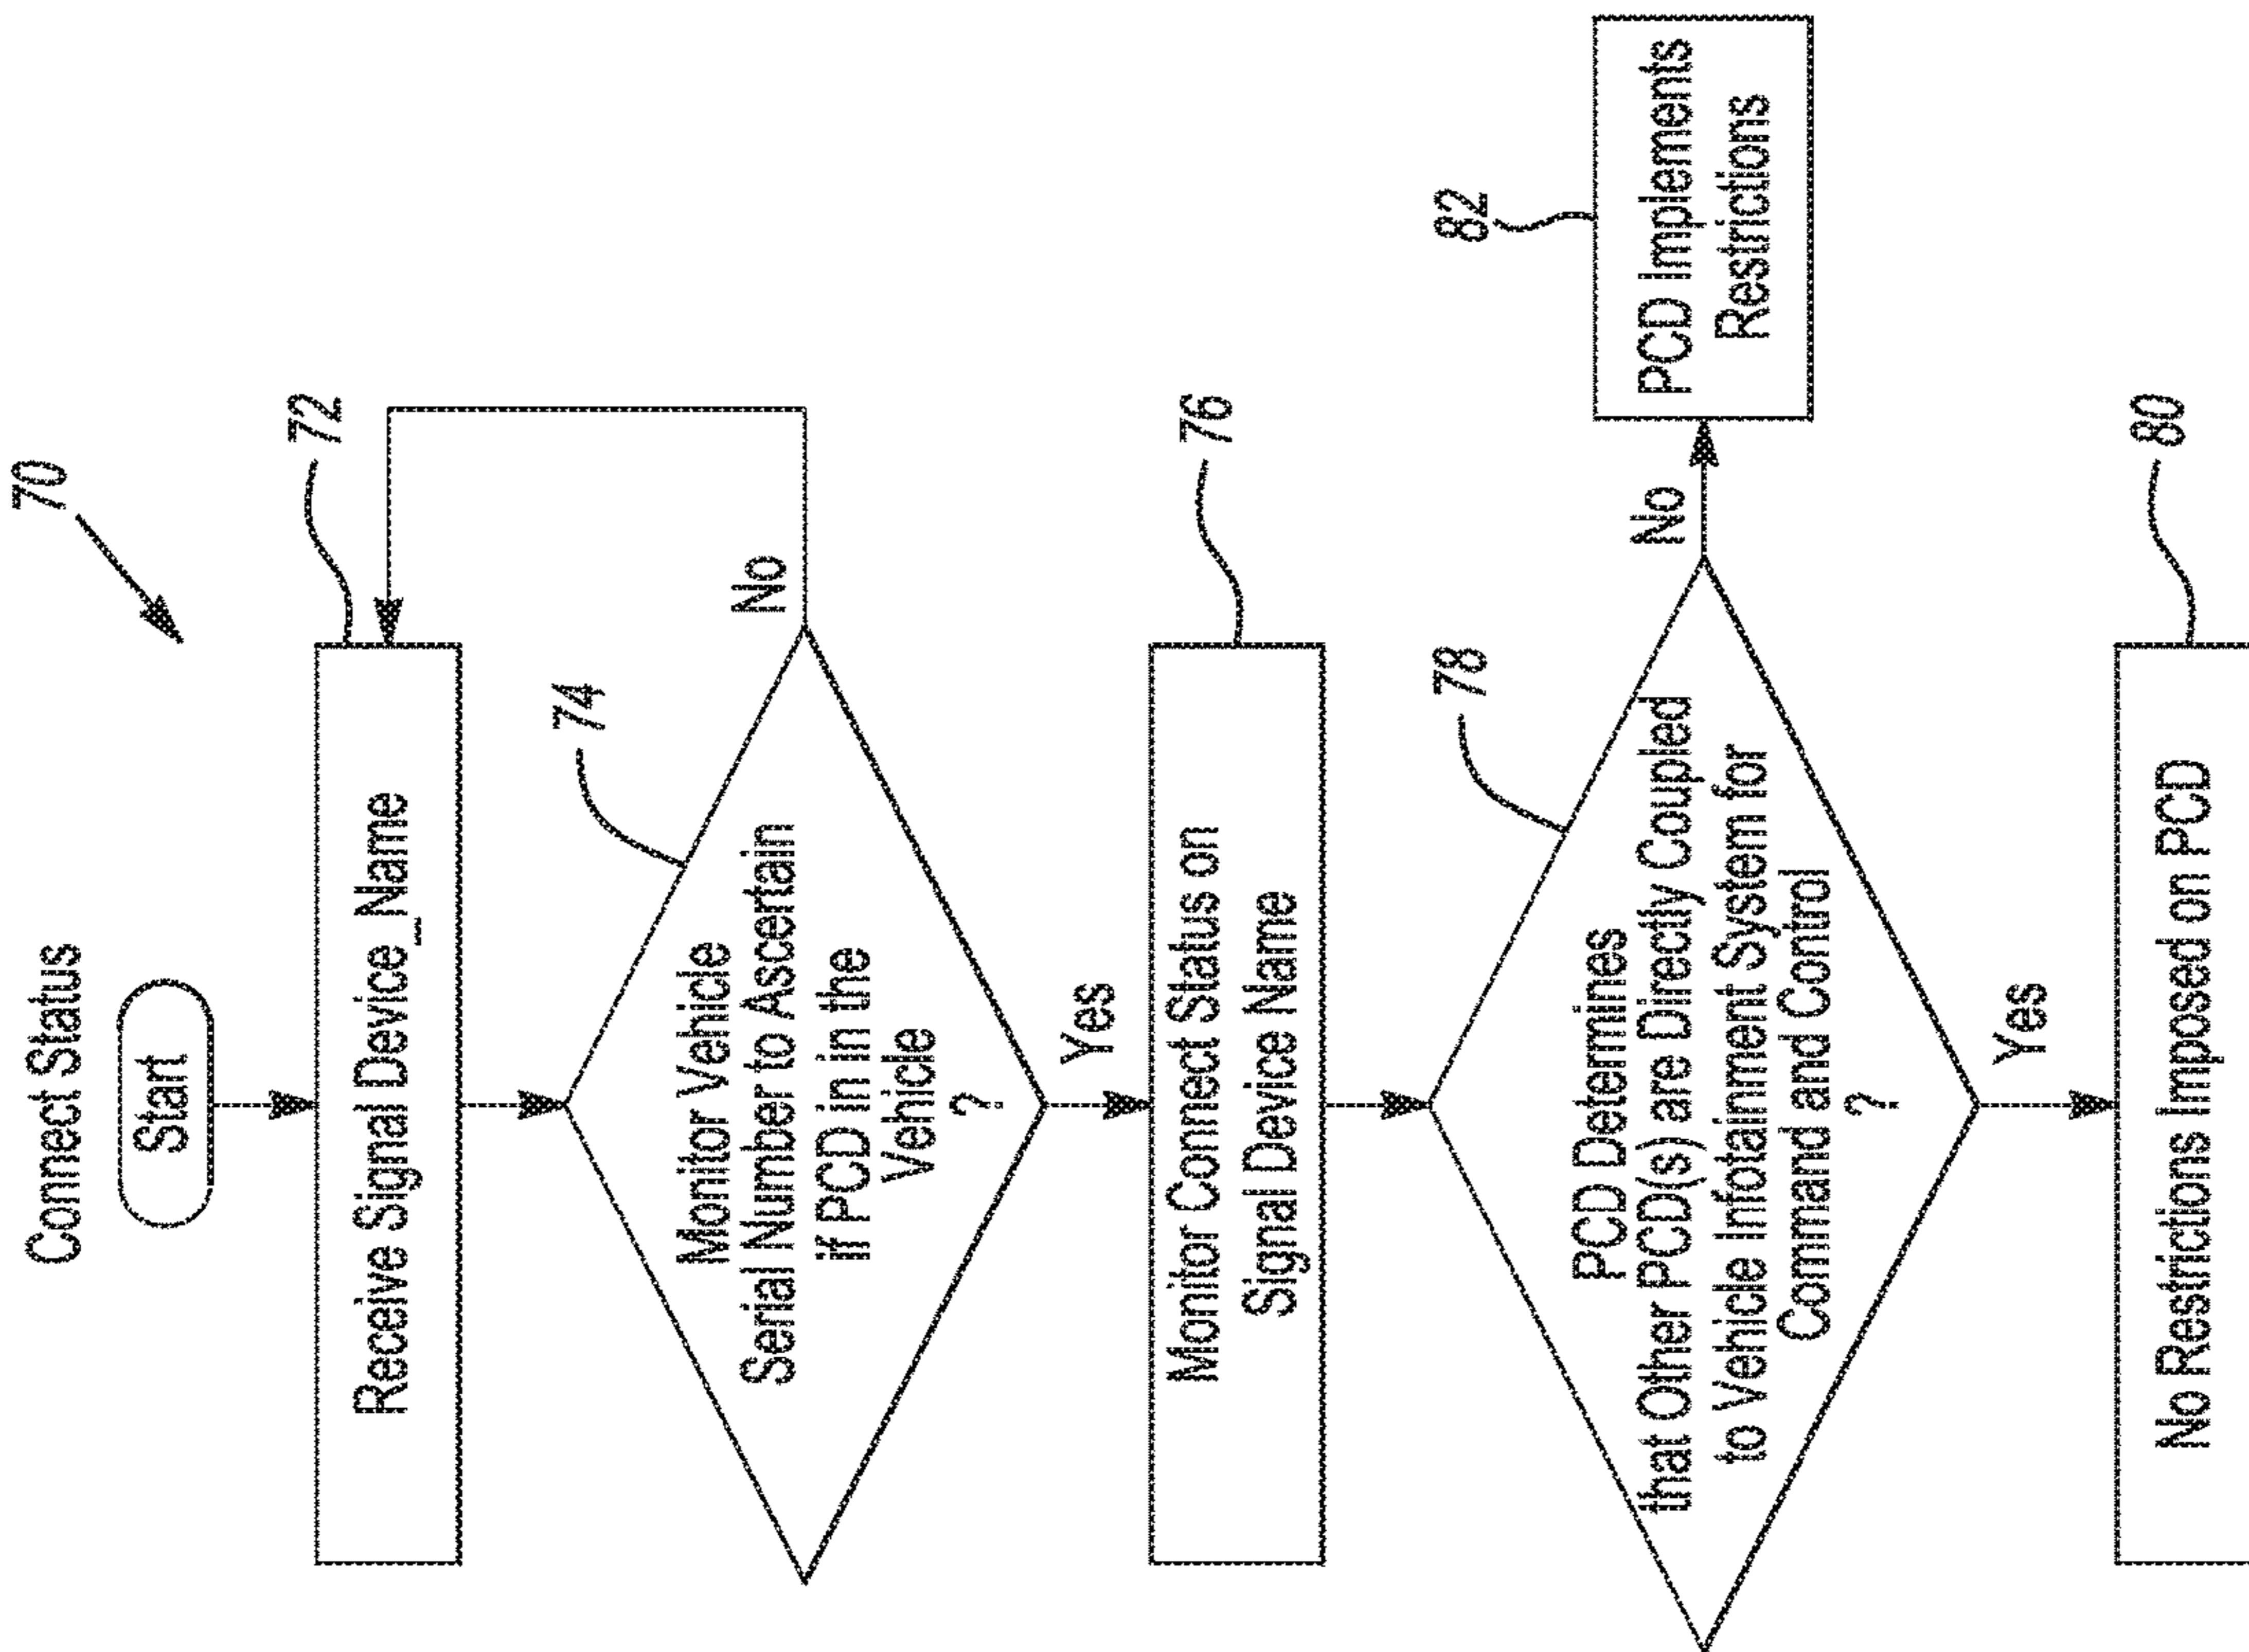 70
Connect Status
Start
72
Receive Signal Device_Name
74
Monitor Vehicle
Serial Number to Ascertain
if PCD in in the
Vehicle
?
No
Yes
76
Monitor Connect Status on
Signal Device Name
78
PCD Determines
that Other PCD(s) are Directly Coupled
to Vehicle Infotainment System for
Command and Control
?
No
82
PCD Implements
Restrictions
Yes
80
No Restrictions Imposed on PCD